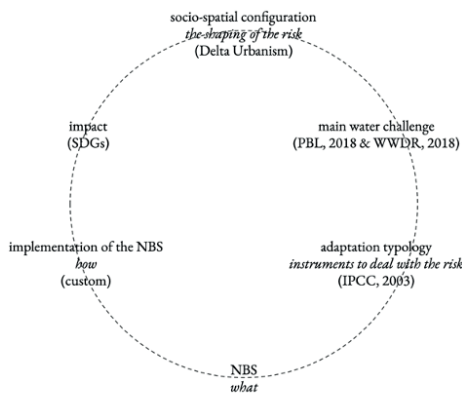 socio-spatial configuration
the shaping of the risk
(Delta Urbanism)
impact
(SDGs)
main water challenge
(PBL, 2018 & WWDR, 2018)
implementation of the NBS
how
(custom)
adaptation typology
instruments to deal with the risk
(IPCC, 2003)
NBS
what